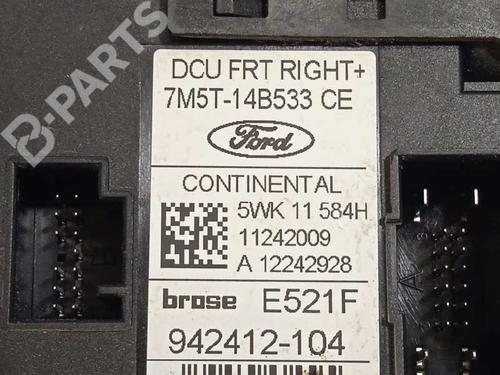 B-PARTS
DCU FRT RIGHT+
7M5T-14B533 CE
Ford
CONTINENTAL
5WK 11 584H
11242009
A 12242928
brose E521F
942412-104
A